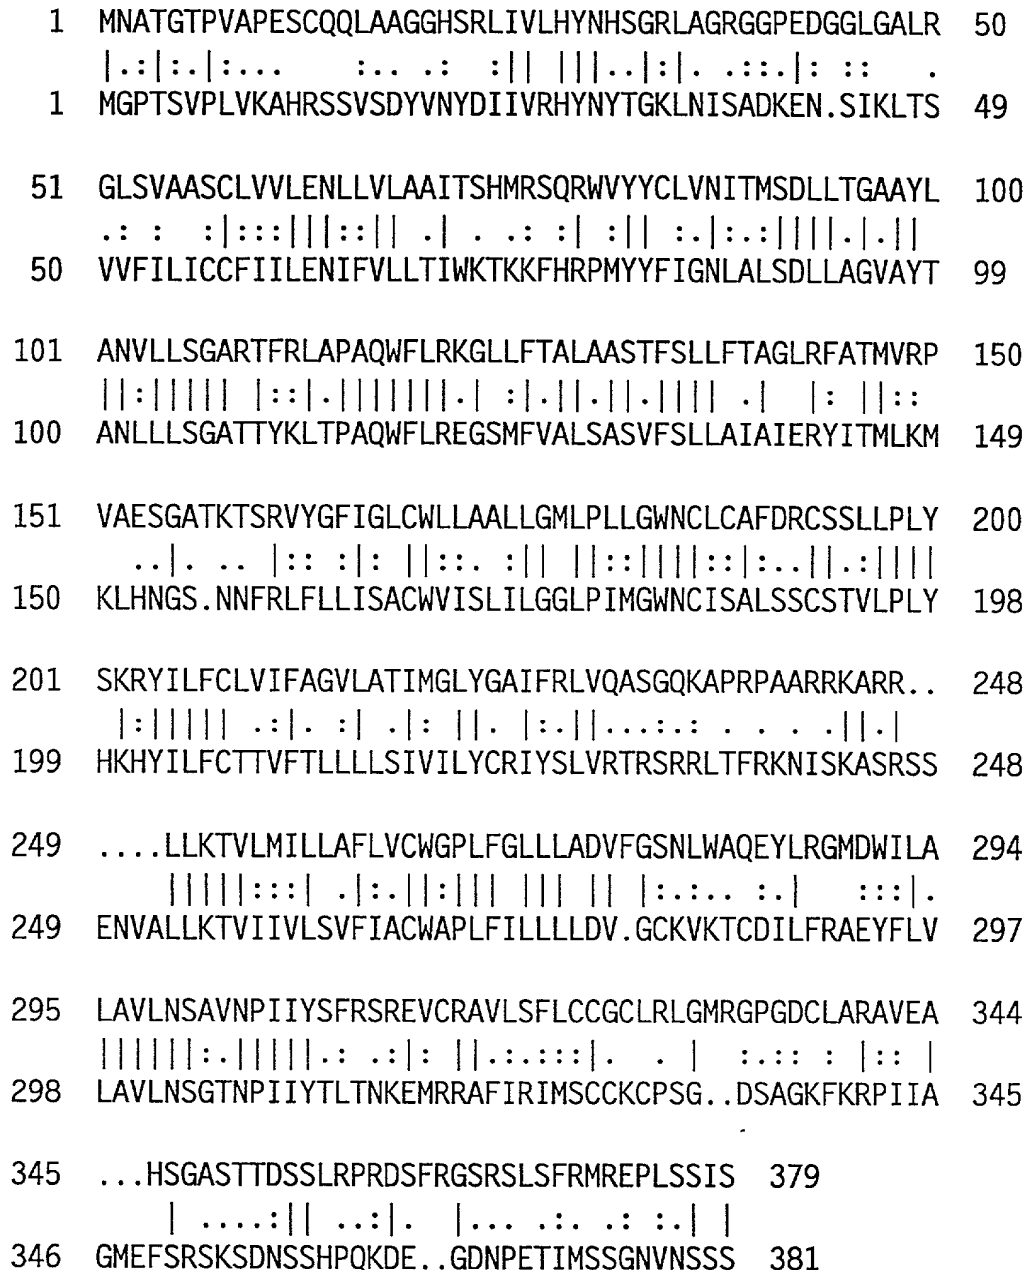 1 MNATGTPVAPESCQQLAAGGHSRLIVLHYNHSGRLAGRGGPEDGGLGALR 50
|.:|:.|:... :.. .: :|| |||..|:|. .::.|: :: .
1 MGPTSVPLVKAHRSSVSDYVNYDIIVRHYNYTGKLNISADKEN.SIKLTS 49
51 GLSVAASCLVVLENLLVLAAITSHMRSQRWVYYCLVNITMSDLLTGAAYL 100
.: : :|:::|||::|| .| . .: :| :|| :.|:.:||||.|.||
50 VVFILICCFIILENIFVLLTIWKTKKFHRPMYYFIGNLALSDLLAGVAYT 99
101 ANVLLSGARTFRLAPAQWFLRKGLLFTALAASTFSLLFTAGLRFATMVRP 150
||:||||| |::|.|||||||.| :|.||.||.|||| .| |: ||::
100 ANLLLSGATTYKLTPAQWFLREGSMFVALSASVFSLLAIAIERYITMLKM 149
151 VAESGATKTSRVYGFIGLCWLLAALLGMLPLLGWNCLCAFDRCSSLLPLY 200
..|. .. |:: :|: ||::. :|| ||::||||::|:..||.:||||
150 KLHNGS.NNFRLFLLISACWVISLILGGLPIMGWNCISALSSCSTVLPLY 198
201 SKRYILFCLVIFAGVLATIMGLYGAIFRLVQASGQKAPRPAARRKARR.. 248
|:||||| .:|. :| .|: ||. |:.||...:.: . . . .||.|
199 HKHYILFCTTVFTLLLLSIVILYCRIYSLVRTRSRRLTFRKNISKASRSS 248
249 ....LLKTVLMILLAFLVCWGPLFGLLLADVFGSNLWAQEYLRGMDWILA 294
|||||:::| .|:.||:||| ||| || |:.:.. :.| :::|.
249 ENVALLKTVIIVLSVFIACWAPLFILLLLDV.GCKVKTCDILFRAEYFLV 297
295 LAVLNSAVNPIIYSFRSREVCRAVLSFLCCGCLRLGMRGPGDCLARAVEA 344
||||||:.|||||.: .:|: ||.:.:::|. . | :.:: : |:: |
298 LAVLNSGTNPIIYTLTNKEMRRAFIRIMSCCKCPSG..DSAGKFKRPIIA 345
345 ...HSGASTTDSSLRPRDSFRGSRSLSFRMREPLSSIS 379
| ....:|| ..:|. |... .:. .: :.| |
346 GMEFSRSKSDNSSHPQKDE..GDNPETIMSSGNVNSSS 381